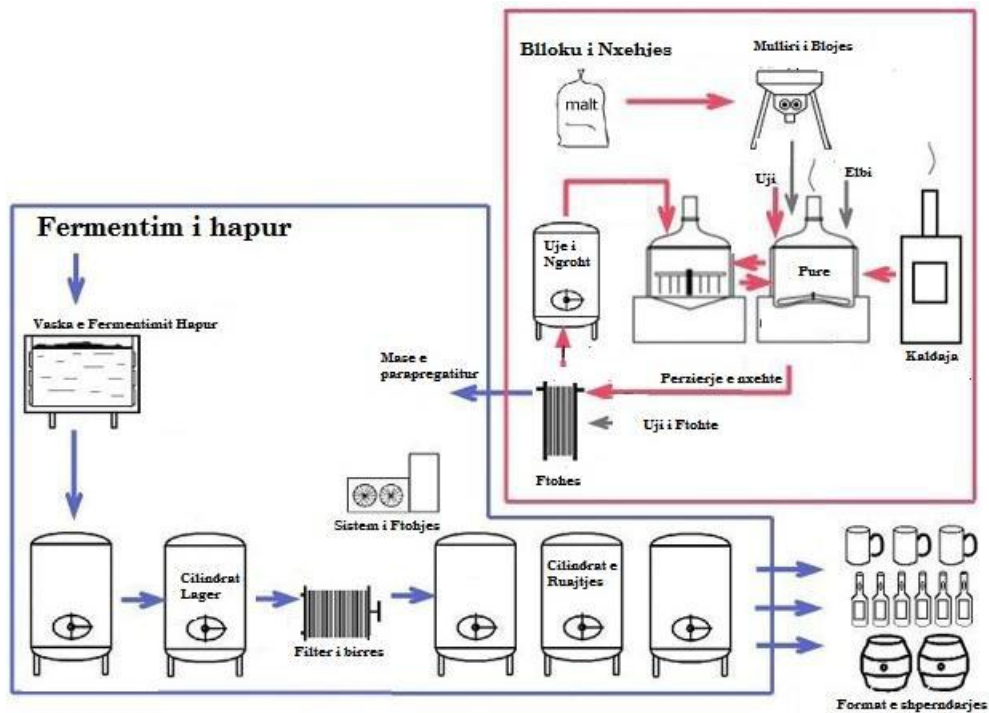 Blloku i Nxehjes
Mulliri i Blojes
malt
Uji
Elbi
Uje i
Ngroht
Pure
Kaldaja
Perzierje e nxehte
Uji i Ftohte
Ftohes
Mase e
parapregatitur
Fermentim i hapur
Vaska e Fermentimit Hapur
Sistem i Ftohjes
Cilindrat
Lager
Filter i birres
Cilindrat e
Ruajtjes
Format e shperndarjes